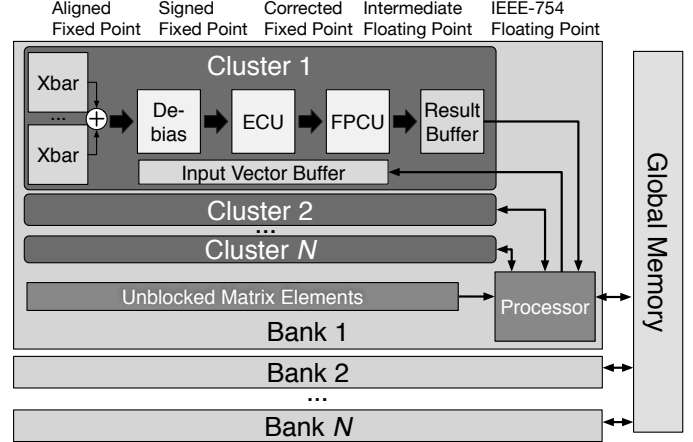 Aligned Signed Corrected Intermediate IEEE-754
Fixed Point Fixed Point Fixed Point Floating Point Floating Point
Cluster 1
Xbar
...
Xbar
+
De-
bias
ECU
FPCU
Result
Buffer
Input Vector Buffer
Cluster 2
...
Cluster N
Unblocked Matrix Elements
Processor
Bank 1
Bank 2
...
Bank N
Global Memory